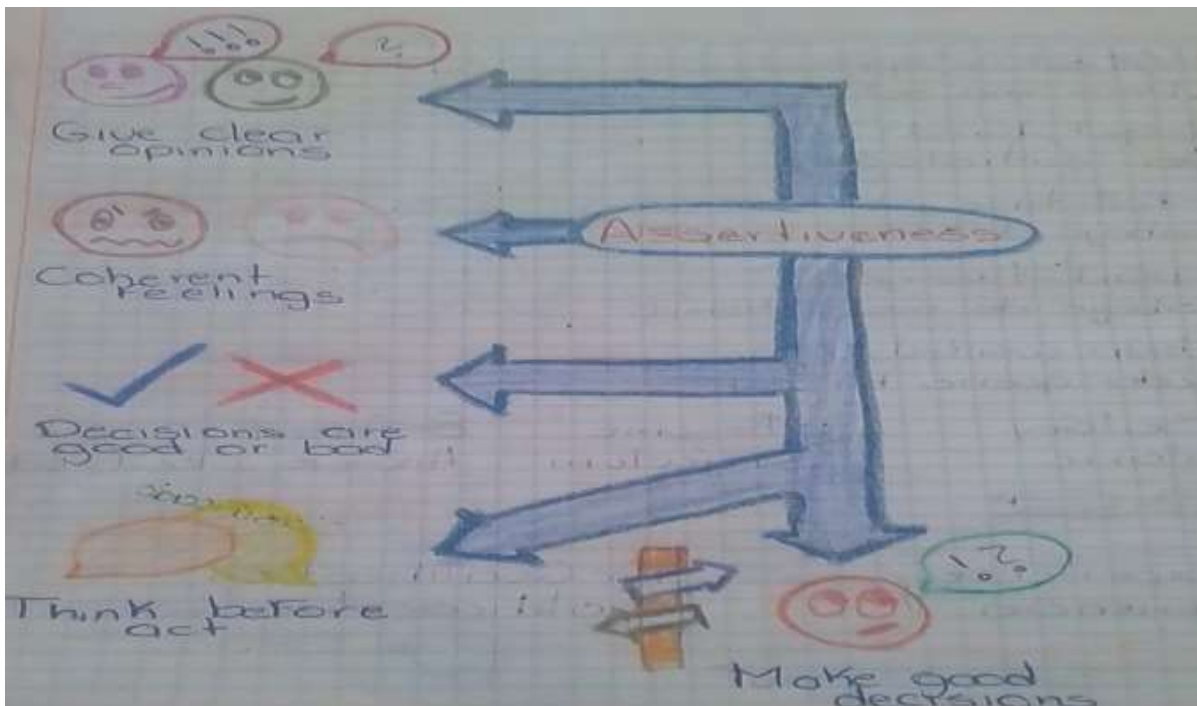 !!!
?
Give clear
opinions
Assertiveness
Coherent
feelings
Decisions are
good or bad
Think before
act
!?
Make good
decisions